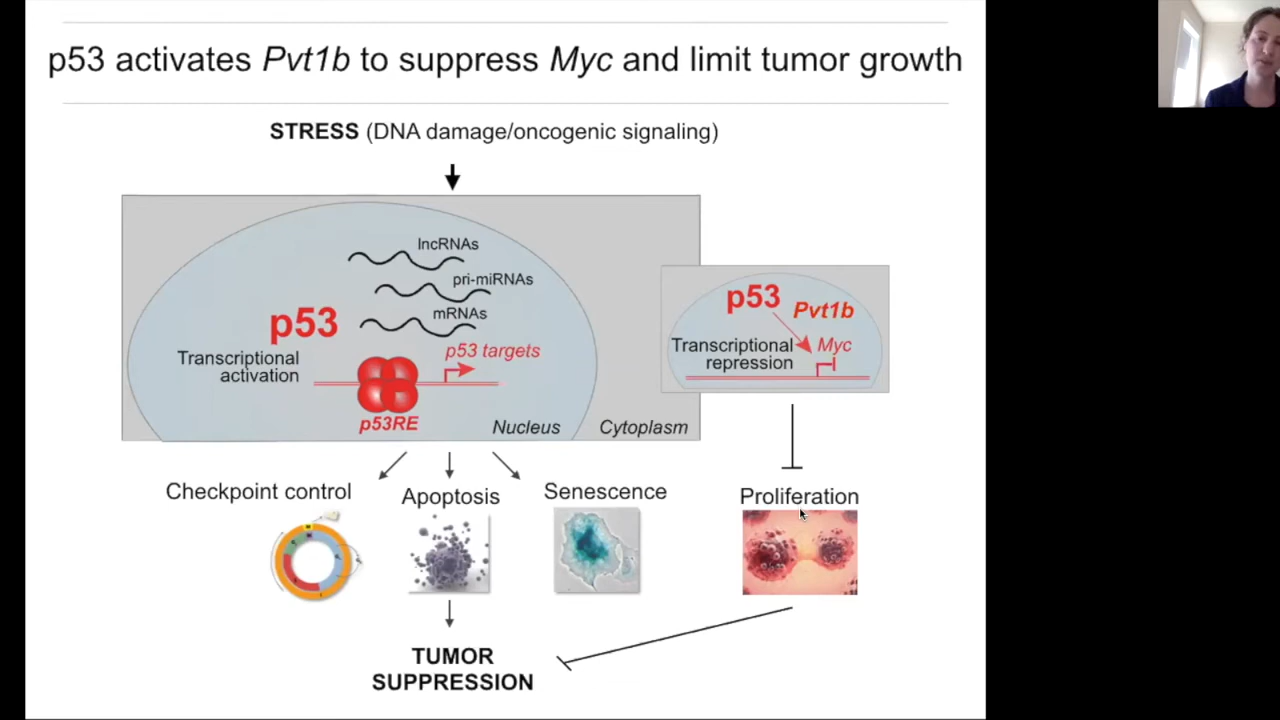 p53 activates Pvt1b to suppress Myc and limit tumor growth
STRESS (DNA damage/oncogenic signaling)
lncRNAs
pri-miRNAs
mRNAs
p53
Transcriptional
activation
p53 targets
p53RE
Nucleus
Cytoplasm
p53
Pvt1b
Transcriptional
repression
Myc
Checkpoint control
Apoptosis
Senescence
Proliferation
TUMOR
SUPPRESSION